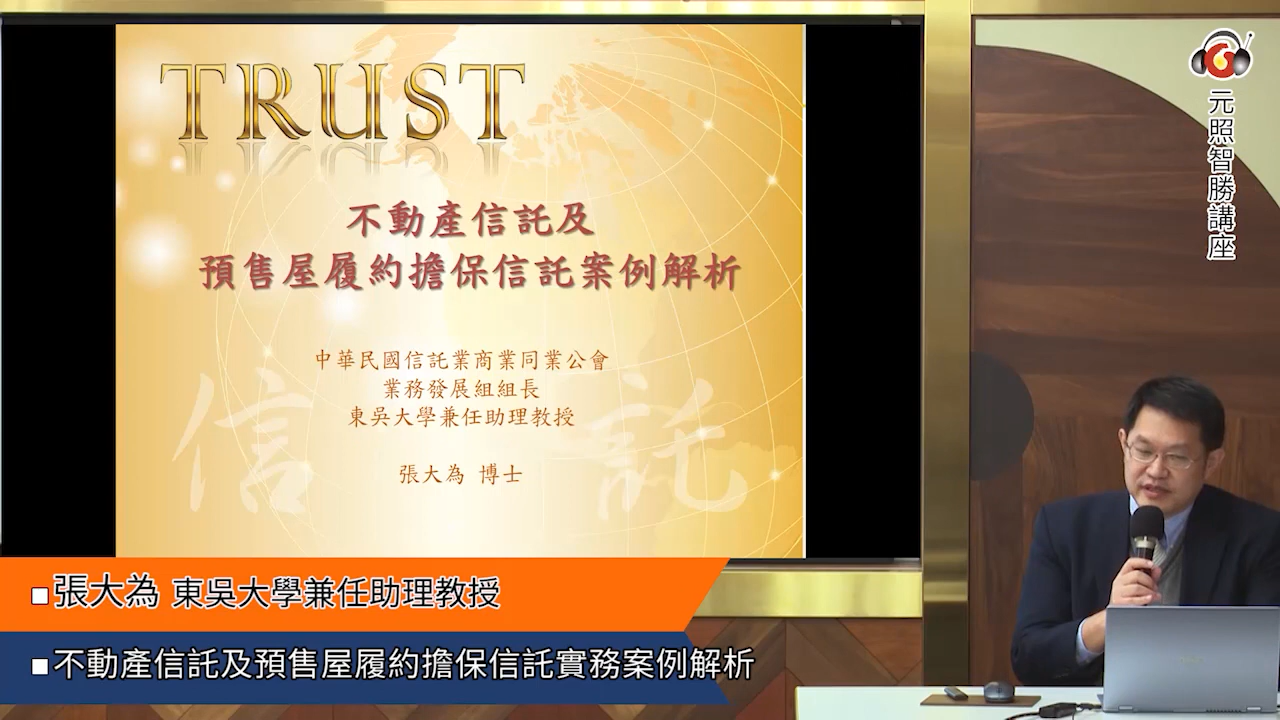 TRUST
不動產信託及
預售屋履約擔保信託案例解析
中華民國信託業商業同業公會
業務發展組組長
東吳大學兼任助理教授
張大為 博士
信 託
元照智勝講座
張大為 東吳大學兼任助理教授
不動產信託及預售屋履約擔保信託實務案例解析